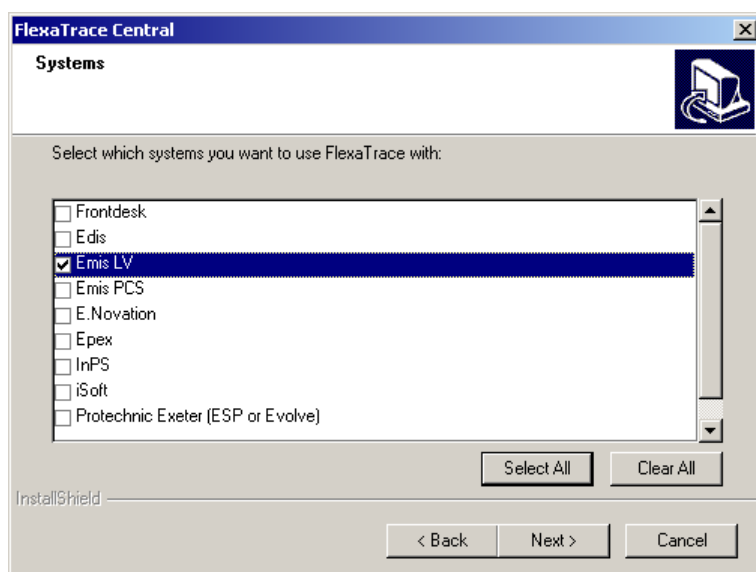 FlexaTrace Central
Systems
Select which systems you want to use FlexaTrace with:
Frontdesk
Edis
Emis LV
Emis PCS
E.Novation
Epex
InPS
iSoft
Protechnic Exeter (ESP or Evolve)
Select All Clear All
InstallShield
< Back Next > Cancel